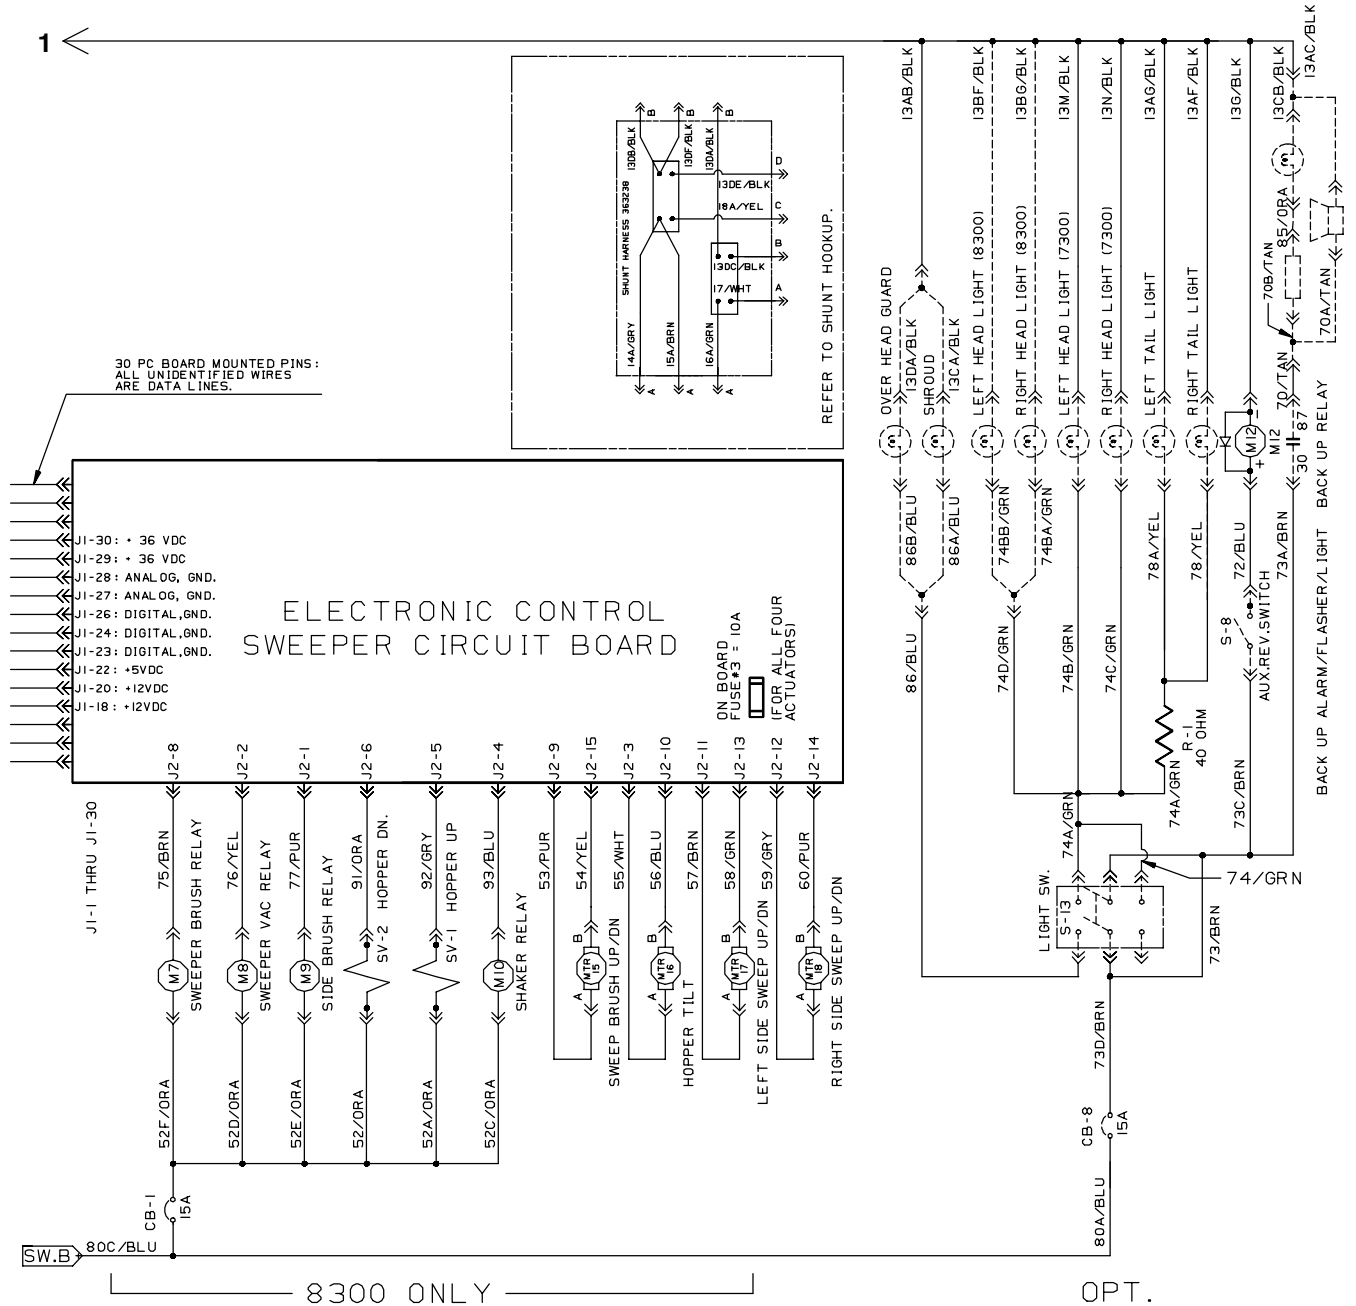 1
13AC/BLK
13AB/BLK
13BF/BLK
13BG/BLK
13M/BLK
13N/BLK
13AG/BLK
13AF/BLK
13G/BLK
13CB/BLK
B
B
B
13DB/BLK
13DF/BLK
13DA/BLK
D
13DE/BLK
C
18A/YEL
B
13DC/BLK
A
17/WHT
SHUNT HARNESS 363238
14A/GRY
15A/BRN
16A/GRN
A
A
A
REFER TO SHUNT HOOKUP.
85/ORA
70B/TAN
70A/TAN
70/TAN
OVER HEAD GUARD
13DA/BLK
SHROUD
13CA/BLK
LEFT HEAD LIGHT (8300)
RIGHT HEAD LIGHT (8300)
LEFT HEAD LIGHT (7300)
RIGHT HEAD LIGHT (7300)
LEFT TAIL LIGHT
RIGHT TAIL LIGHT
M12
-
+
M12
30
87
BACK UP ALARM/FLASHER/LIGHT BACK UP RELAY
86B/BLU
86A/BLU
74BB/GRN
74BA/GRN
78A/YEL
78/YEL
72/BLU
73A/BRN
S-8
AUX.REV.SWITCH
86/BLU
74D/GRN
74B/GRN
74C/GRN
R-1
40 OHM
74A/GRN
73C/BRN
74A/GRN
74/GRN
LIGHT SW.
S-13
73/BRN
73D/BRN
CB-8
15A
80A/BLU
30 PC BOARD MOUNTED PINS:
ALL UNIDENTIFIED WIRES
ARE DATA LINES.
J1-30: + 36 VDC
J1-29: + 36 VDC
J1-28: ANALOG, GND.
J1-27: ANALOG, GND.
J1-26: DIGITAL,GND.
J1-24: DIGITAL,GND.
J1-23: DIGITAL,GND.
J1-22: +5VDC
J1-20: +12VDC
J1-18: +12VDC
ELECTRONIC CONTROL
SWEEPER CIRCUIT BOARD
ON BOARD
FUSE #3 = 10A
(FOR ALL FOUR
ACTUATORS)
J1-1 THRU J1-30
J2-8
J2-2
J2-1
J2-6
J2-5
J2-4
J2-9
J2-15
J2-3
J2-10
J2-11
J2-13
J2-12
J2-14
75/BRN
76/YEL
77/PUR
91/ORA
92/GRY
93/BLU
53/PUR
54/YEL
55/WHT
56/BLU
57/BRN
58/GRN
59/GRY
60/PUR
M7
SWEEPER BRUSH RELAY
M8
SWEEPER VAC RELAY
M9
SIDE BRUSH RELAY
SV-2 HOPPER DN.
SV-1 HOPPER UP
M10
SHAKER RELAY
B
MTR 15
A
SWEEP BRUSH UP/DN
B
MTR 16
A
HOPPER TILT
B
MTR 17
A
LEFT SIDE SWEEP UP/DN
MTR 18
RIGHT SIDE SWEEP UP/DN
52F/ORA
52D/ORA
52E/ORA
52/ORA
52A/ORA
52C/ORA
CB-1
15A
SW.B
80C/BLU
8300 ONLY
OPT.